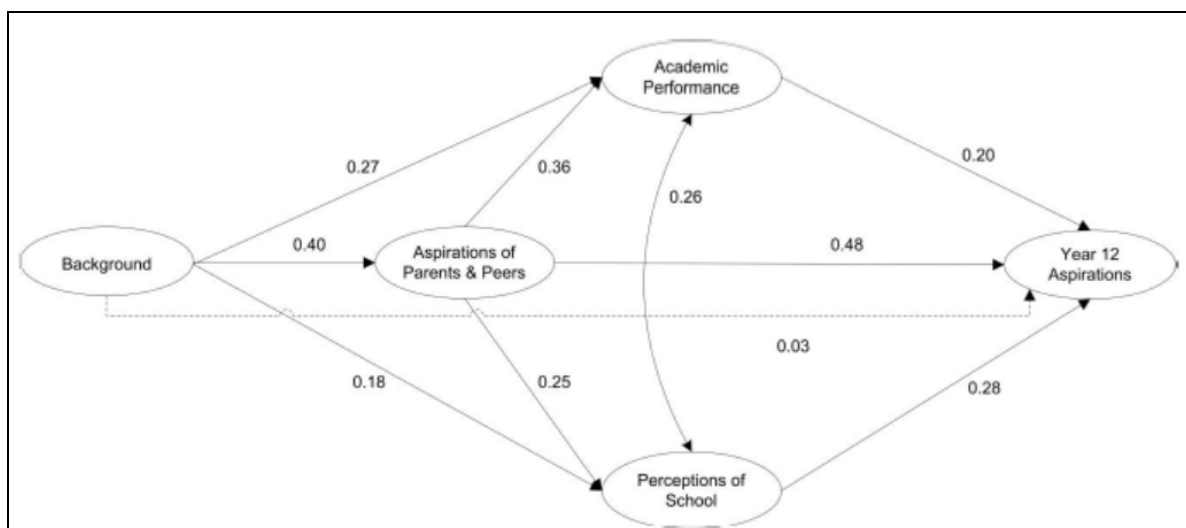 Academic
Performance
0.27
0.36
0.20
0.26
Background
0.40
Aspirations of
Parents & Peers
0.48
Year 12
Aspirations
0.03
0.18
0.25
0.28
Perceptions of
School